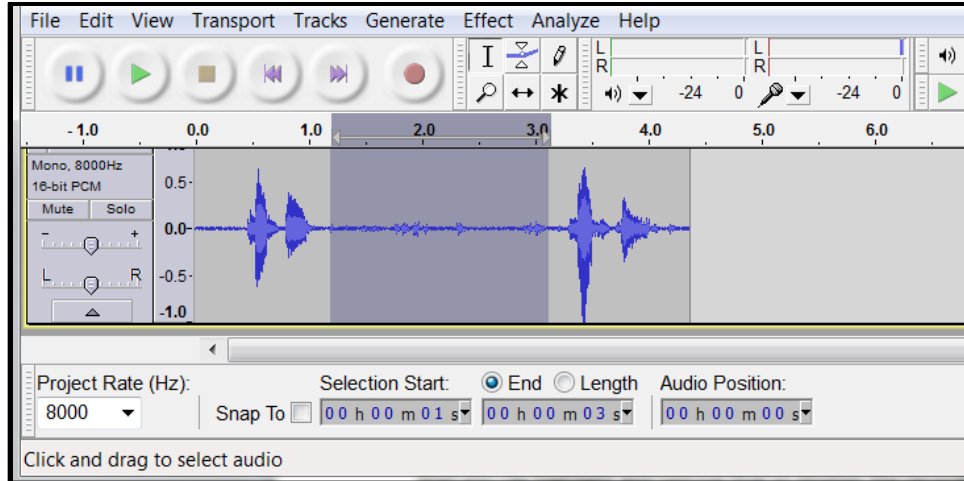 File Edit View Transport Tracks Generate Effect Analyze Help
L
R
L
R
-24 0
-24 0
- 1.0 0.0 1.0 2.0 3.0 4.0 5.0 6.0
Mono, 8000Hz
16-bit PCM
Mute Solo
- +
L R
0.5
0.0
-0.5
-1.0
Project Rate (Hz):
Selection Start: End Length Audio Position:
8000 Snap To 00 h 00 m 01 s 00 h 00 m 03 s 00 h 00 m 00 s
Click and drag to select audio